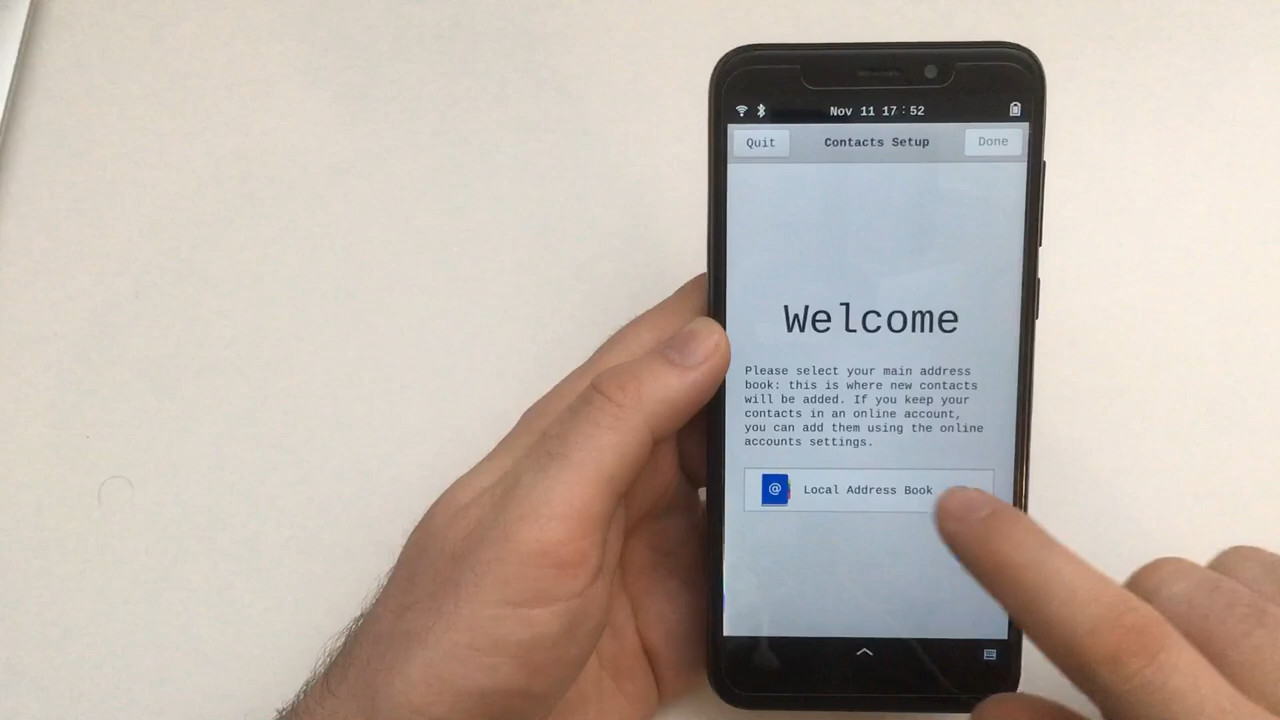 Nov 11 17:52
Quit Contacts Setup Done
Welcome
Please select your main address
book: this is where new contacts
will be added. If you keep your
contacts in an online account,
you can add them using the online
accounts settings.
@ Local Address Book